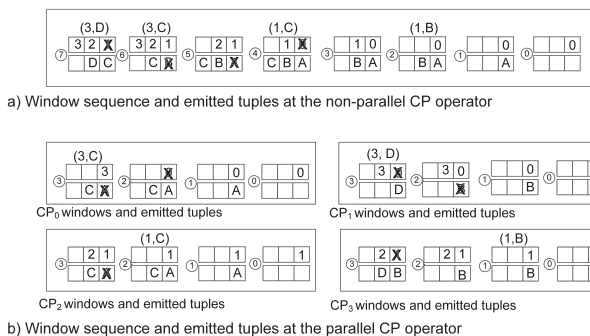 (3,D) (3,C) (1,C) (1,B)
3 2 3 2 1 2 1 1 1 0 0 0 0
7 6 5 4 3 2 1 0
D C C C B C B A B A B A A
a) Window sequence and emitted tuples at the non-parallel CP operator
(3,C)
3 0 0
3 2 1 0
C C A A
CP0 windows and emitted tuples
(3, D)
3 3 0 0
3 2 1 0
D B
CP1 windows and emitted tuples
(1,C)
2 1 1 1 1
3 2 1 0
C C A A
CP2 windows and emitted tuples
(1,B)
2 2 1 1
3 2 1 0
D B B B
CP3 windows and emitted tuples
b) Window sequence and emitted tuples at the parallel CP operator